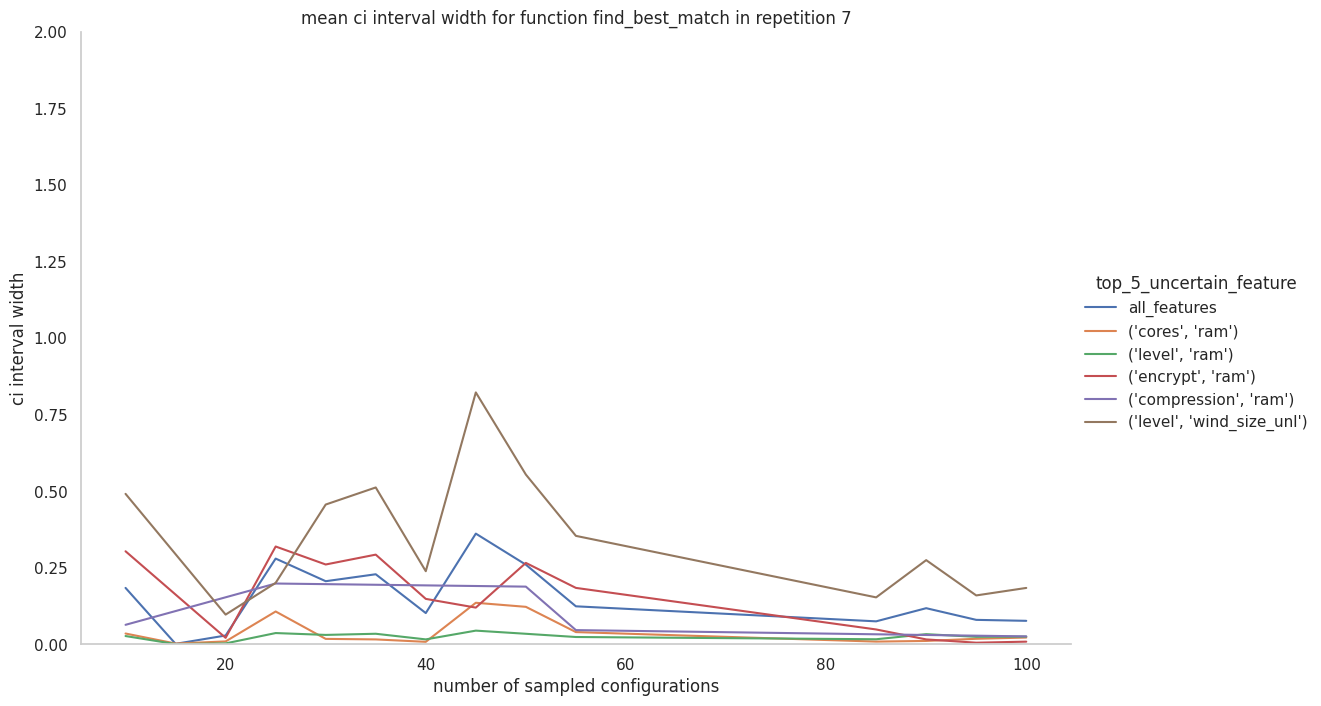 mean ci interval width for function find_best_match in repetition 7
2.00
1.75
1.50
1.25
1.00
0.75
0.50
0.25
0.00
ci interval width
20
40
60
80
100
number of sampled configurations
top_5_uncertain_feature
all_features
('cores', 'ram')
('level', 'ram')
('encrypt', 'ram')
('compression', 'ram')
('level', 'wind_size_unl')